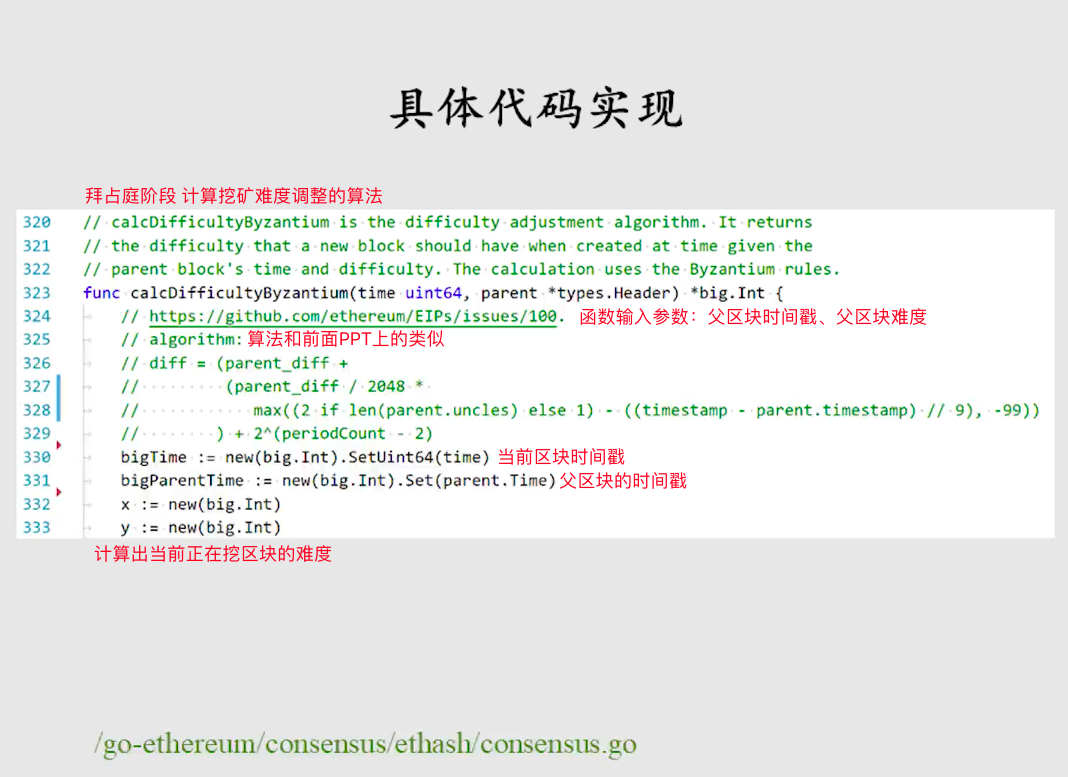 具体代码实现
拜占庭阶段 计算挖矿难度调整的算法
320 // calcDifficultyByzantium is the difficulty adjustment algorithm. It returns
321 // the difficulty that a new block should have when created at time given the
322 // parent block's time and difficulty. The calculation uses the Byzantium rules.
323 func calcDifficultyByzantium(time uint64, parent *types.Header) *big.Int {
324 // https://github.com/ethereum/EIPs/issues/100. 函数输入参数：父区块时间戳、父区块难度
325 // algorithm: 算法和前面PPT上的类似
326 // diff = (parent_diff +
327 // (parent_diff / 2048 *
328 // max((2 if len(parent.uncles) else 1) - ((timestamp - parent.timestamp) // 9), -99))
329 // ) + 2^(periodCount - 2)
330 bigTime := new(big.Int).SetUint64(time) 当前区块时间戳
331 bigParentTime := new(big.Int).Set(parent.Time) 父区块的时间戳
332 x := new(big.Int)
333 y := new(big.Int)
计算出当前正在挖区块的难度
/go-ethereum/consensus/ethash/consensus.go